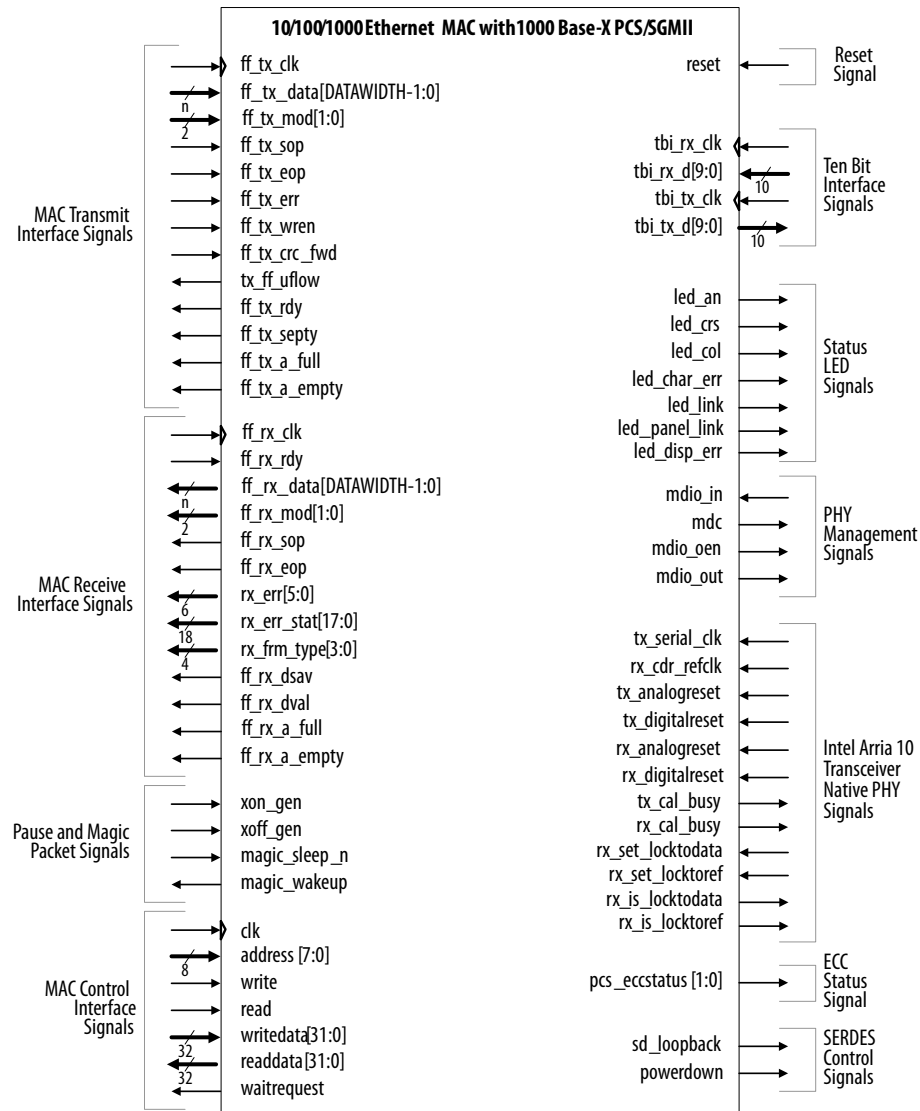 10/100/1000 Ethernet MAC with 1000 Base-X PCS/SGMII
MAC Transmit
Interface Signals
ff_tx_clk
ff_tx_data[DATAWIDTH-1:0]
n
ff_tx_mod[1:0]
2
ff_tx_sop
ff_tx_eop
ff_tx_err
ff_tx_wren
ff_tx_crc_fwd
tx_ff_uflow
ff_tx_rdy
ff_tx_septy
ff_tx_a_full
ff_tx_a_empty
MAC Receive
Interface Signals
ff_rx_clk
ff_rx_rdy
ff_rx_data[DATAWIDTH-1:0]
n
ff_rx_mod[1:0]
2
ff_rx_sop
ff_rx_eop
rx_err[5:0]
6
rx_err_stat[17:0]
18
rx_frm_type[3:0]
4
ff_rx_dsav
ff_rx_dval
ff_rx_a_full
ff_rx_a_empty
Pause and Magic
Packet Signals
xon_gen
xoff_gen
magic_sleep_n
magic_wakeup
MAC Control
Interface
Signals
clk
address [7:0]
8
write
read
writedata[31:0]
32
readdata[31:0]
32
waitrequest
reset
Reset
Signal
tbi_rx_clk
tbi_rx_d[9:0]
10
tbi_tx_clk
tbi_tx_d[9:0]
10
Ten Bit
Interface
Signals
led_an
led_crs
led_col
led_char_err
led_link
led_panel_link
led_disp_err
Status
LED
Signals
mdio_in
mdc
mdio_oen
mdio_out
PHY
Management
Signals
tx_serial_clk
rx_cdr_refclk
tx_analogreset
tx_digitalreset
rx_analogreset
rx_digitalreset
tx_cal_busy
rx_cal_busy
rx_set_locktodata
rx_set_locktoref
rx_is_locktodata
rx_is_locktoref
Intel Arria 10
Transceiver
Native PHY
Signals
pcs_eccstatus [1:0]
ECC
Status
Signal
sd_loopback
powerdown
SERDES
Control
Signals